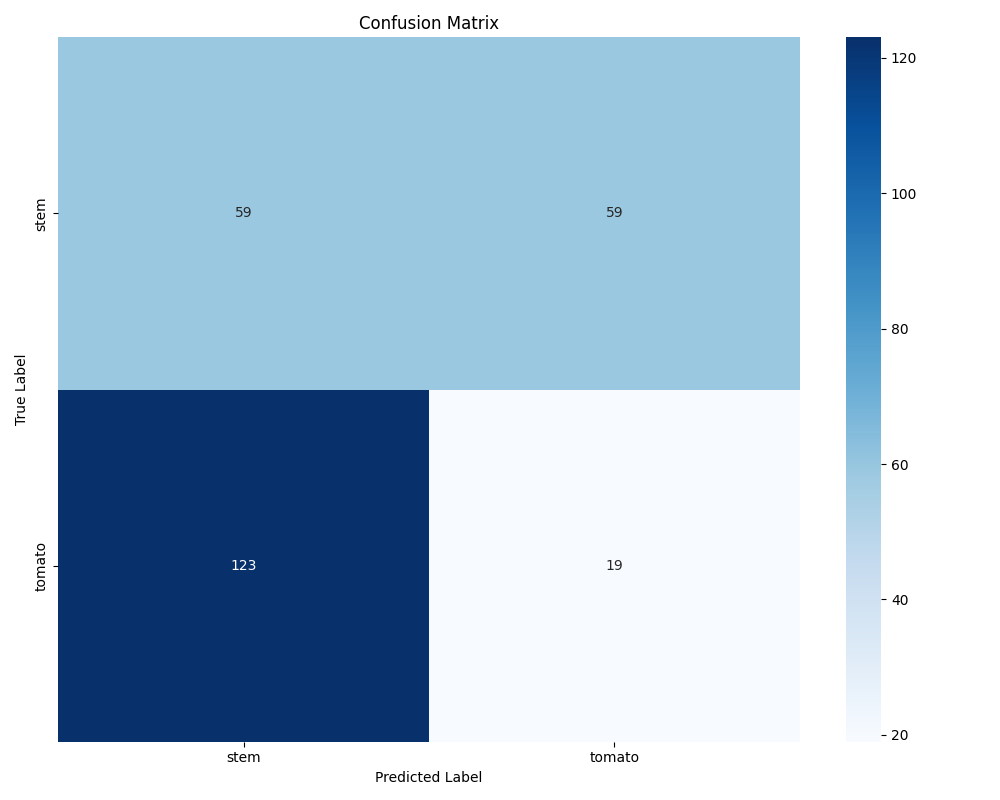 Confusion Matrix
True Label
stem
59
59
tomato
123
19
stem
tomato
Predicted Label
120
100
80
60
40
20